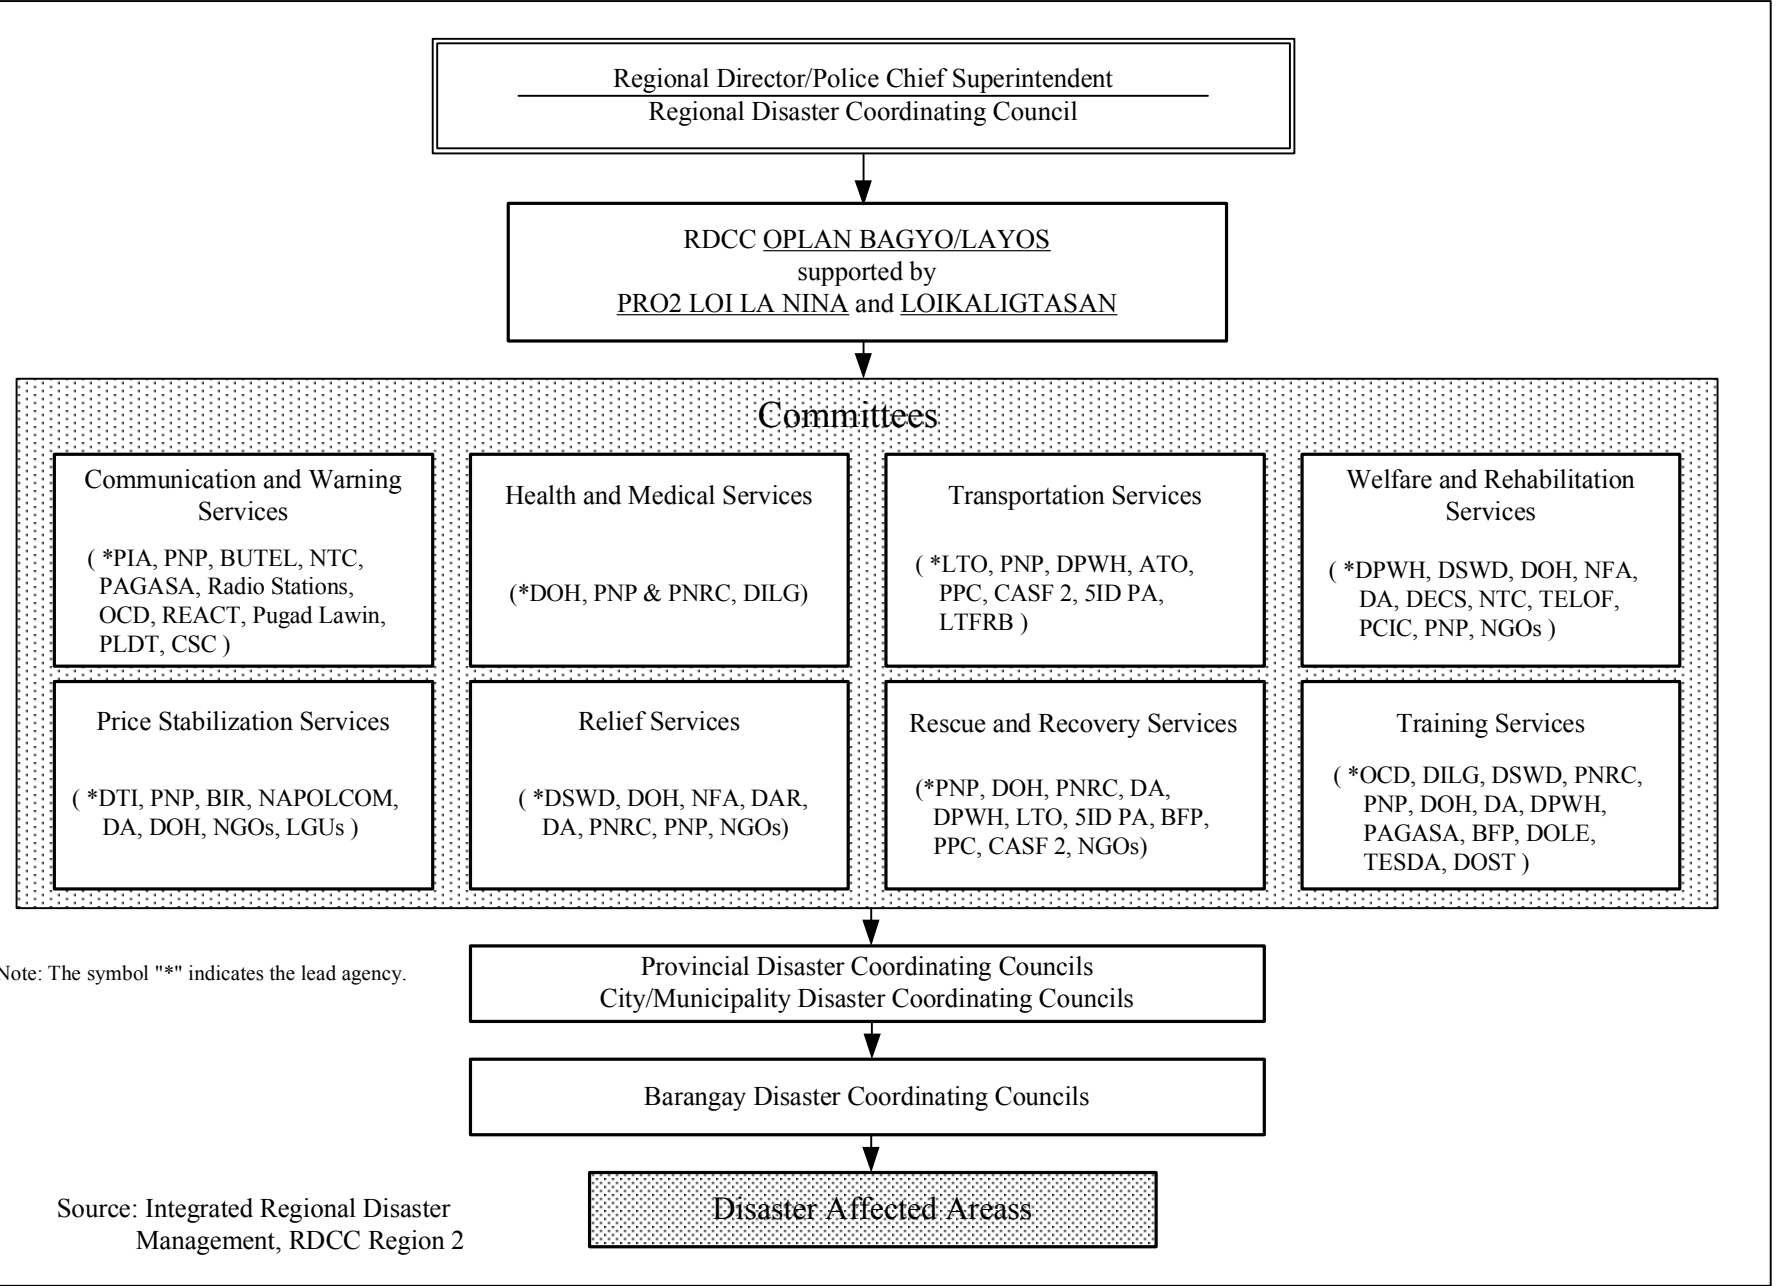 Regional Director/Police Chief Superintendent
Regional Disaster Coordinating Council
RDCC OPLAN BAGYO/LAYOS
supported by
PRO2 LOI LA NINA and LOIKALIGTASAN
Committees
Communication and Warning
Services
( *PIA, PNP, BUTEL, NTC,
PAGASA, Radio Stations,
OCD, REACT, Pugad Lawin,
PLDT, CSC )
Health and Medical Services
(*DOH, PNP & PNRC, DILG)
Transportation Services
( *LTO, PNP, DPWH, ATO,
PPC, CASF 2, 5ID PA,
LTFRB )
Welfare and Rehabilitation
Services
( *DPWH, DSWD, DOH, NFA,
DA, DECS, NTC, TELOF,
PCIC, PNP, NGOs )
Price Stabilization Services
( *DTI, PNP, BIR, NAPOLCOM,
DA, DOH, NGOs, LGUs )
Relief Services
( *DSWD, DOH, NFA, DAR,
DA, PNRC, PNP, NGOs)
Rescue and Recovery Services
(*PNP, DOH, PNRC, DA,
DPWH, LTO, 5ID PA, BFP,
PPC, CASF 2, NGOs)
Training Services
( *OCD, DILG, DSWD, PNRC,
PNP, DOH, DA, DPWH,
PAGASA, BFP, DOLE,
TESDA, DOST )
Note: The symbol "*" indicates the lead agency.
Provincial Disaster Coordinating Councils
City/Municipality Disaster Coordinating Councils
Barangay Disaster Coordinating Councils
Disaster Affected Areass
Source: Integrated Regional Disaster
Management, RDCC Region 2